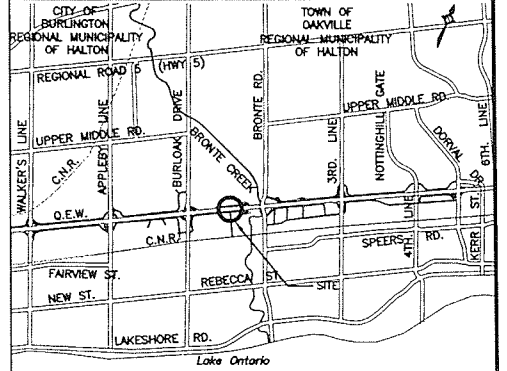 CITY OF
BURLINGTON
REGIONAL MUNICIPALITY
OF HALTON
TOWN OF
OAKVILLE
REGIONAL MUNICIPALITY
OF HALTON
REGIONAL ROAD 5 (HWY 5)
UPPER MIDDLE RD.
UPPER MIDDLE RD.
WALKER'S LINE
C.N.R.
APPLEBY LINE
BURLOAK DRIVE
BRONTE CREEK
BRONTE RD.
3RD. LINE
NOTTINGHILL GATE
4TH LINE
DORVAL DR.
KERR ST.
6TH. LINE
Q.E.W.
C.N.R.
SPEERS RD.
FAIRVIEW ST.
REBECCA ST.
SITE
NEW ST.
LAKESHORE RD.
Lake Ontario